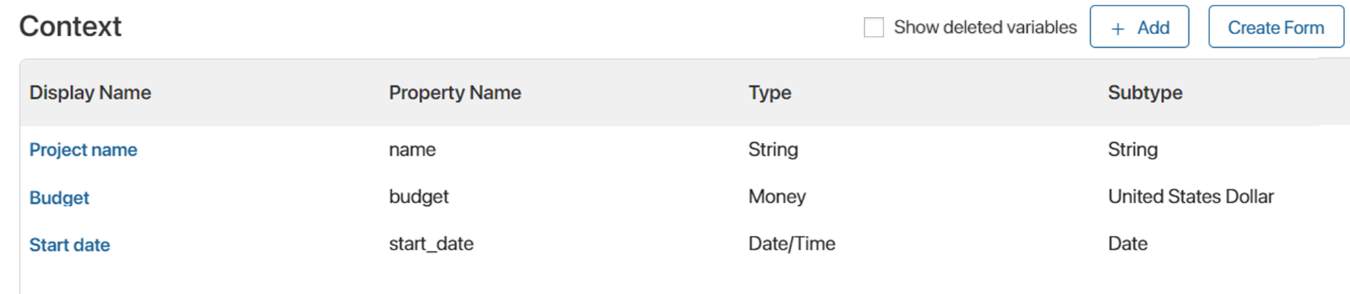 Context Show deleted variables + Add Create Form
Display Name Property Name Type Subtype
Project name name String String
Budget budget Money United States Dollar
Start date start_date Date/Time Date